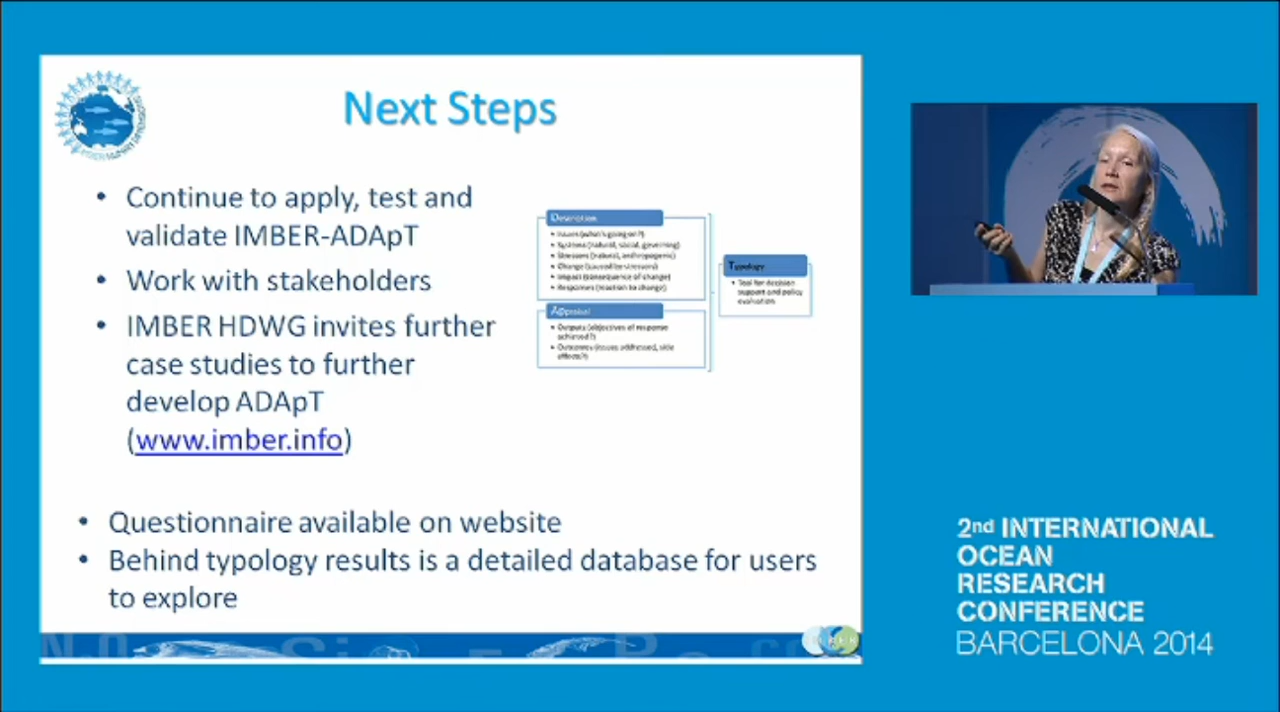 Next Steps
• Continue to apply, test and
validate IMBER-ADApT
• Work with stakeholders
• IMBER HDWG invites further
case studies to further
develop ADApT
(www.imber.info)
• Questionnaire available on website
• Behind typology results is a detailed database for users
to explore
Description
• Issues (what's going on?)
• Systems (natural, social, governing)
• Stressors (natural, anthropogenic)
• Change (caused by stressors)
• Impact (consequence of change)
• Responses (reaction to change)
Appraisal
• Outputs (objectives of response
achieved?)
• Outcomes (issues addressed, side
effects?)
Typology
• Tool for decision
support and policy
evaluation
IMBER
2nd INTERNATIONAL
OCEAN
RESEARCH
CONFERENCE
BARCELONA 2014